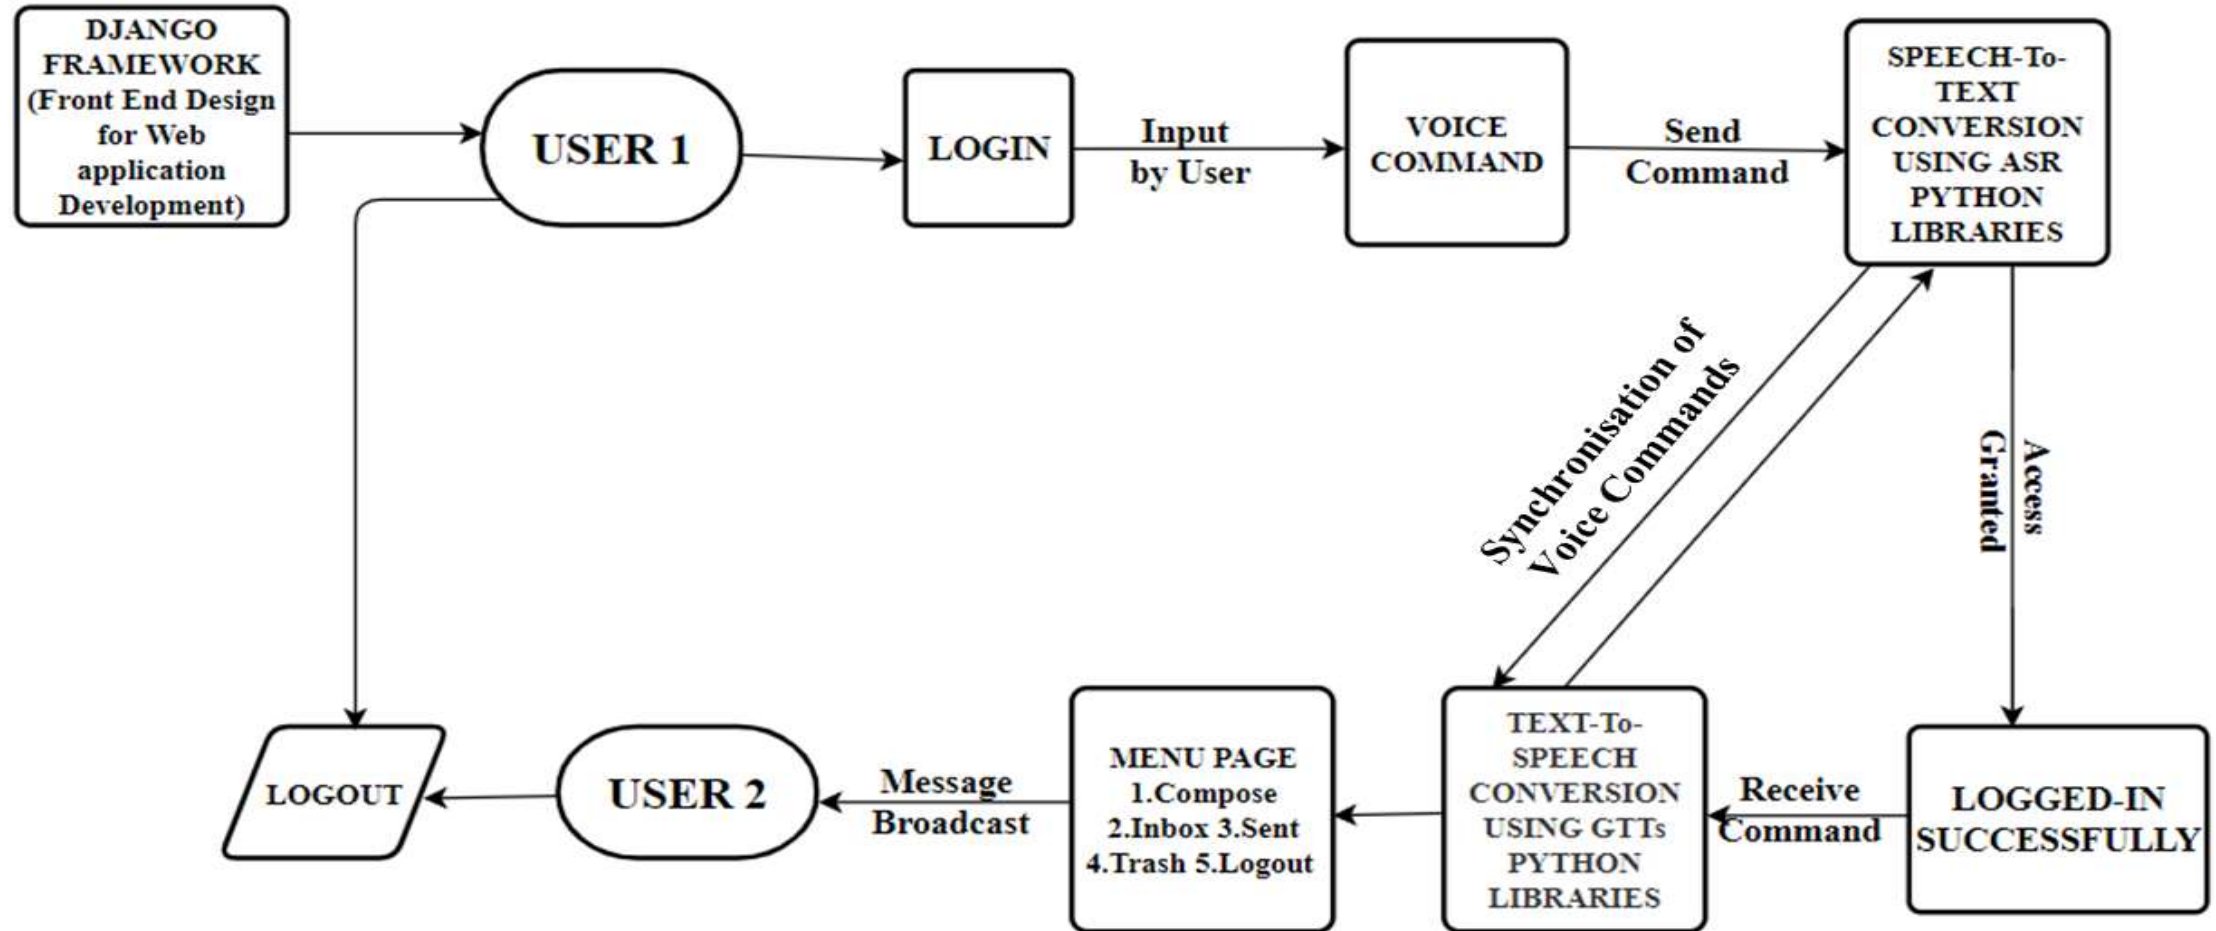 DJANGO
FRAMEWORK
(Front End Design
for Web
application
Development)
USER 1
LOGIN
Input
by User
VOICE
COMMAND
Send
Command
SPEECH-To-
TEXT
CONVERSION
USING ASR
PYTHON
LIBRARIES
Synchronisation of
Voice Commands
Access
Granted
LOGOUT
USER 2
Message
Broadcast
MENU PAGE
1.Compose
2.Inbox 3.Sent
4.Trash 5.Logout
TEXT-To-
SPEECH
CONVERSION
USING GTTs
PYTHON
LIBRARIES
Receive
Command
LOGGED-IN
SUCCESSFULLY